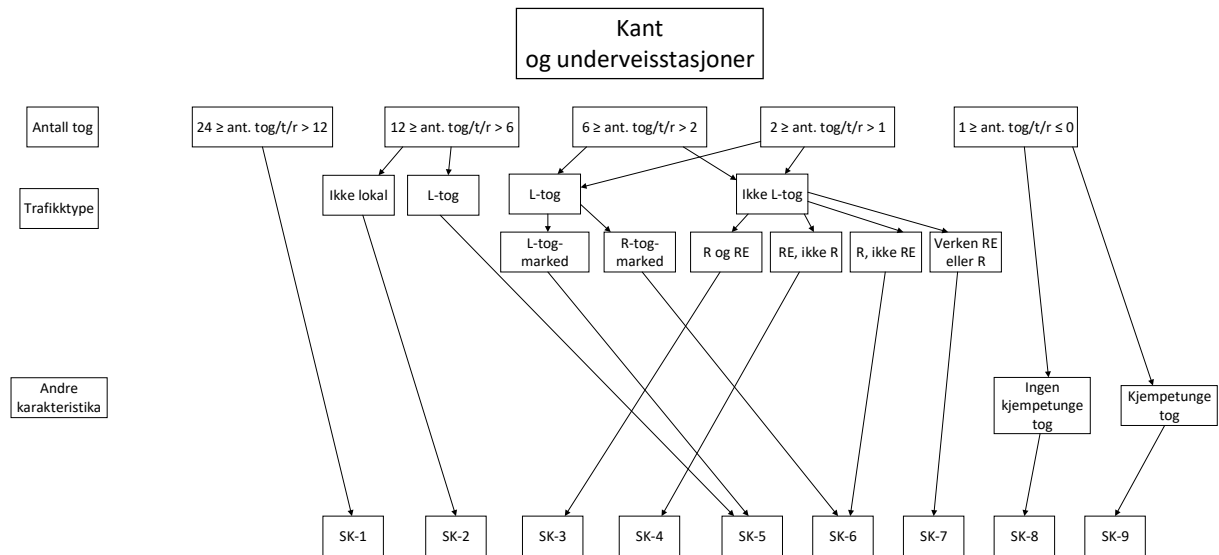 Kant
og underveisstasjoner
Antall tog
24 ≥ ant. tog/t/r > 12
12 ≥ ant. tog/t/r > 6
6 ≥ ant. tog/t/r > 2
2 ≥ ant. tog/t/r > 1
1 ≥ ant. tog/t/r ≤ 0
Trafikktype
Ikke lokal
L-tog
L-tog
Ikke L-tog
L-tog-
marked
R-tog-
marked
R og RE
RE, ikke R
R, ikke RE
Verken RE
eller R
Andre
karakteristika
Ingen
kjempetunge
tog
Kjempetunge
tog
SK-1
SK-2
SK-3
SK-4
SK-5
SK-6
SK-7
SK-8
SK-9